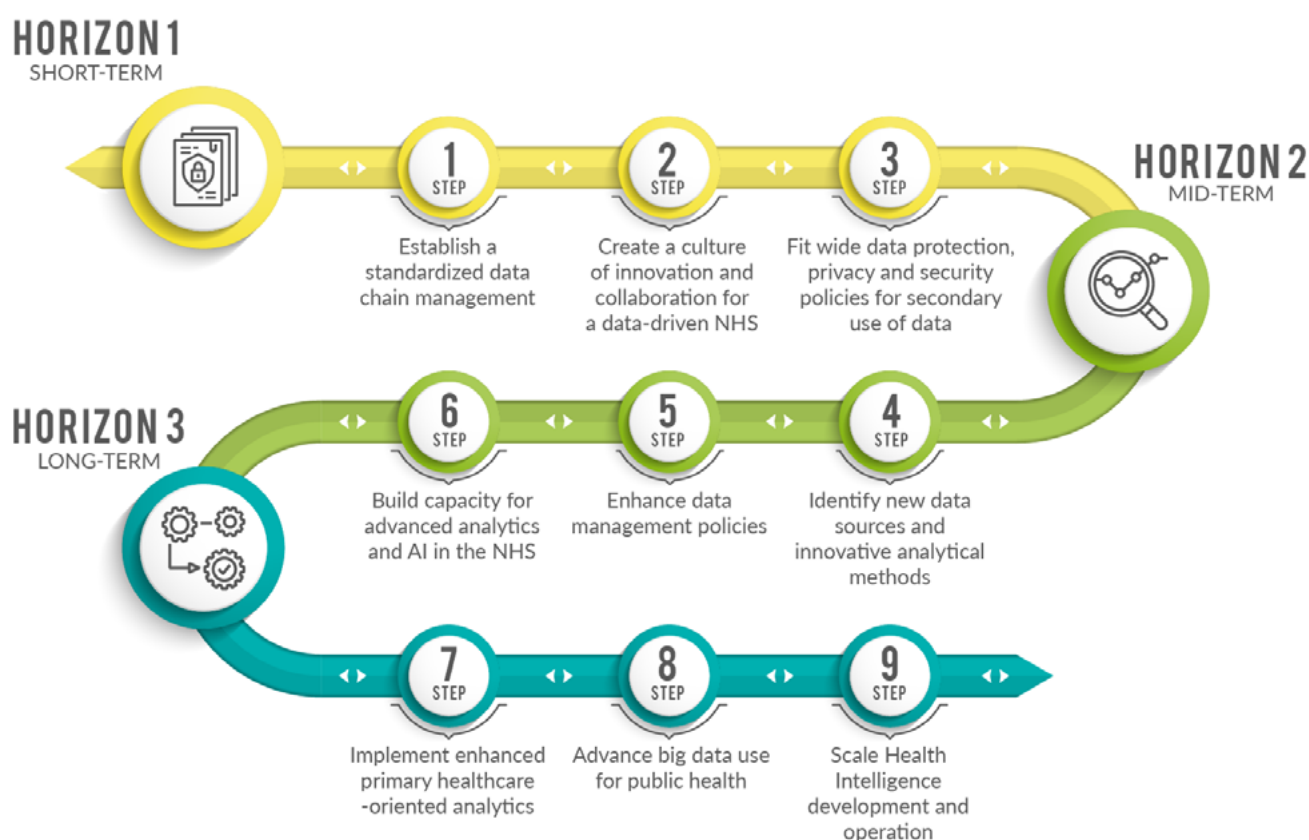 HORIZON 1
SHORT-TERM
1
STEP
Establish a
standardized data
chain management
2
STEP
Create a culture
of innovation and
collaboration for
a data-driven NHS
3
STEP
Fit wide data protection,
privacy and security
policies for secondary
use of data
HORIZON 2
MID-TERM
4
STEP
Identify new data
sources and
innovative analytical
methods
5
STEP
Enhance data
management policies
6
STEP
Build capacity for
advanced analytics
and AI in the NHS
HORIZON 3
LONG-TERM
7
STEP
Implement enhanced
primary healthcare
-oriented analytics
8
STEP
Advance big data use
for public health
9
STEP
Scale Health
Intelligence
development and
operation